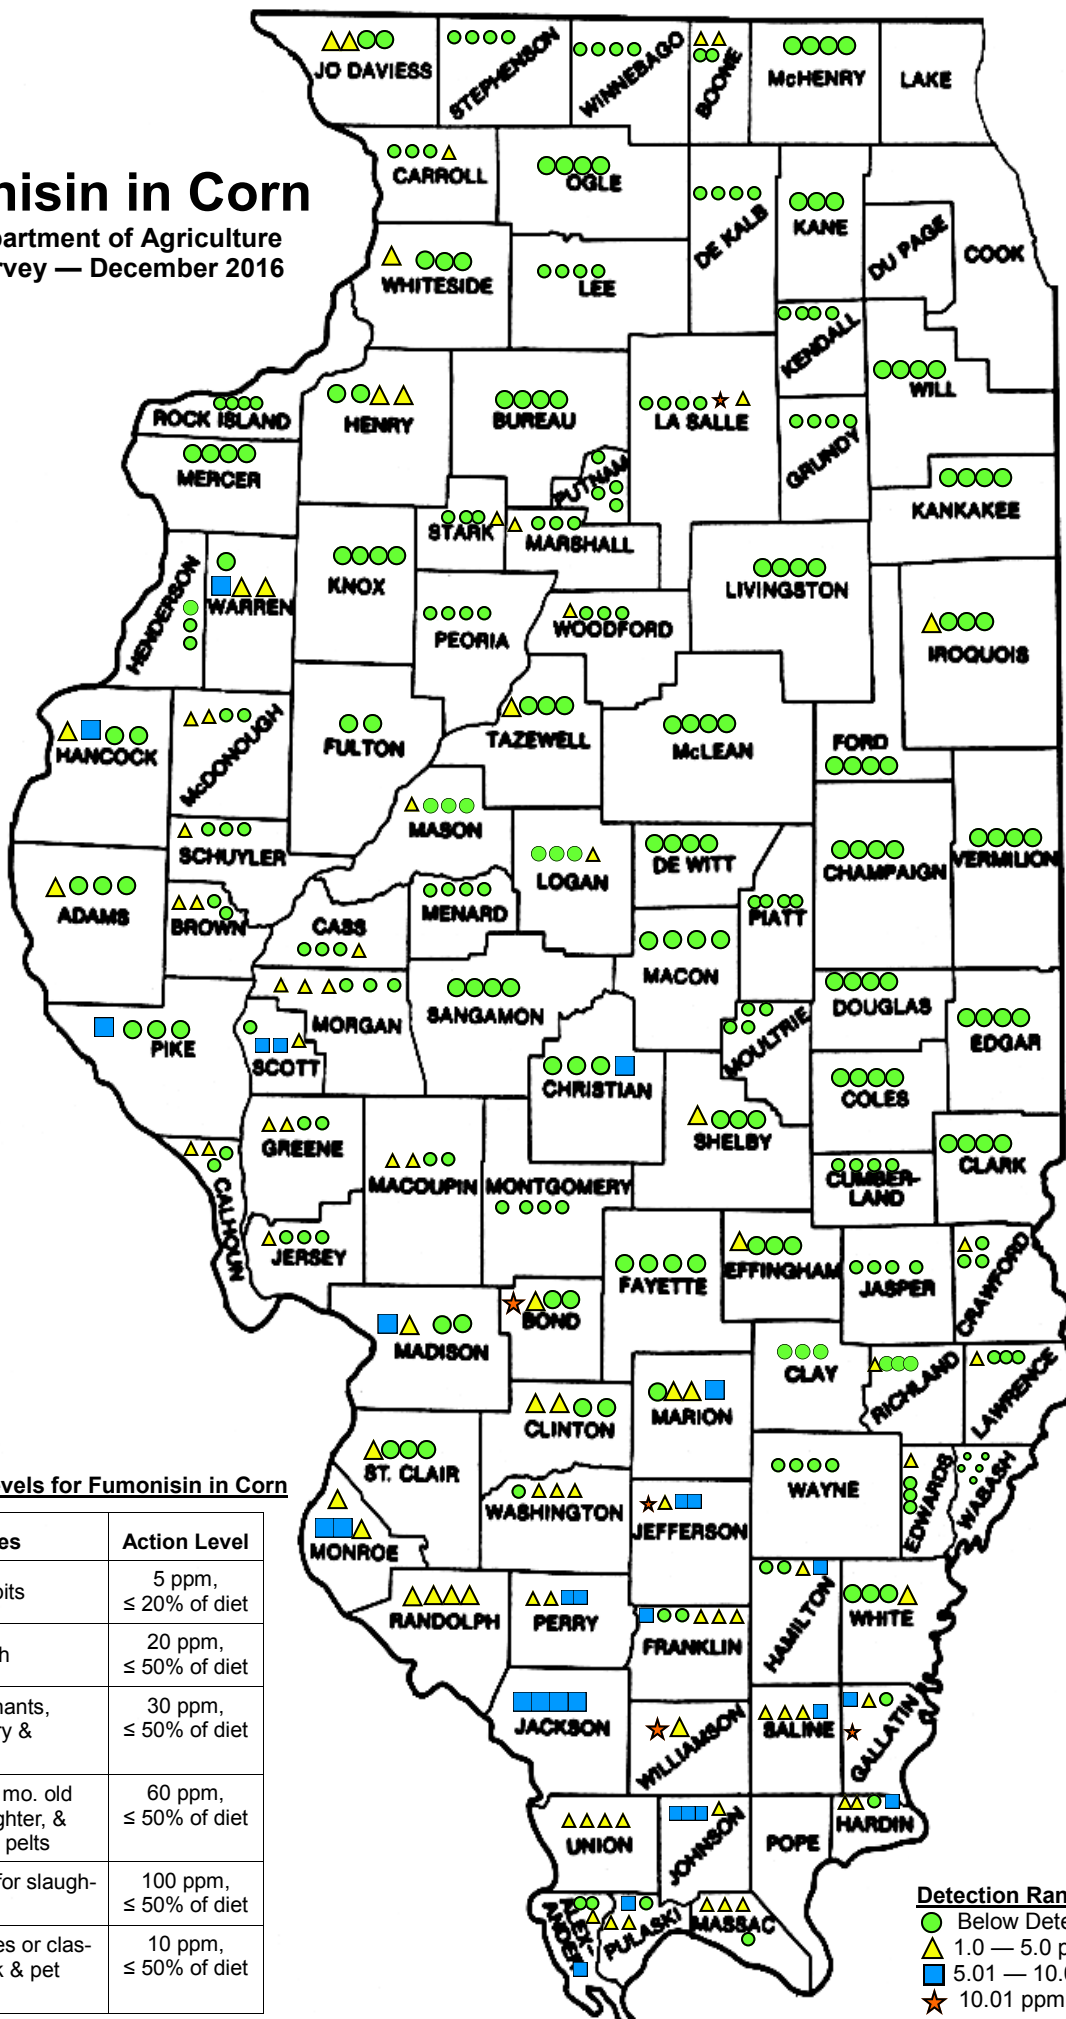 nisin in Corn
partment of Agriculture
rvey — December 2016
JO DAVIESS
STEPHENSON
WINNEBAGO
BOONE
McHENRY
LAKE
CARROLL
OGLE
DE KALB
KANE
DU PAGE
COOK
WHITESIDE
LEE
KENDALL
WILL
ROCK ISLAND
HENRY
BUREAU
LA SALLE
GRUNDY
MERCER
PUTNAM
KANKAKEE
STARK
MARSHALL
HENDERSON
WARREN
KNOX
PEORIA
WOODFORD
LIVINGSTON
IROQUOIS
HANCOCK
McDONOUGH
FULTON
TAZEWELL
McLEAN
FORD
MASON
SCHUYLER
LOGAN
DE WITT
CHAMPAIGN
VERMILION
ADAMS
BROWN
CASS
MENARD
PIATT
MACON
MORGAN
SANGAMON
DOUGLAS
PIKE
SCOTT
CHRISTIAN
MOULTRIE
EDGAR
COLES
GREENE
SHELBY
CLARK
CALHOUN
MACOUPIN
MONTGOMERY
CUMBER-
LAND
JERSEY
FAYETTE
EFFINGHAM
JASPER
CRAWFORD
BOND
MADISON
CLAY
RICHLAND
LAWRENCE
CLINTON
MARION
ST. CLAIR
WAYNE
EDWARDS
WABASH
WASHINGTON
JEFFERSON
MONROE
RANDOLPH
PERRY
FRANKLIN
HAMILTON
WHITE
JACKSON
WILLIAMSON
SALINE
GALLATIN
UNION
JOHNSON
POPE
HARDIN
ALEX-
ANDER
PULASKI
MASSAC
vels for Fumonisin in Corn
es
Action Level
bits
5 ppm,
≤ 20% of diet
h
20 ppm,
≤ 50% of diet
nants,
ry &
30 ppm,
≤ 50% of diet
mo. old
ghter, &
pelts
60 ppm,
≤ 50% of diet
for slaugh-
100 ppm,
≤ 50% of diet
es or clas-
k & pet
10 ppm,
≤ 50% of diet
Detection Ran
Below Dete
1.0 — 5.0 p
5.01 — 10.0
10.01 ppm